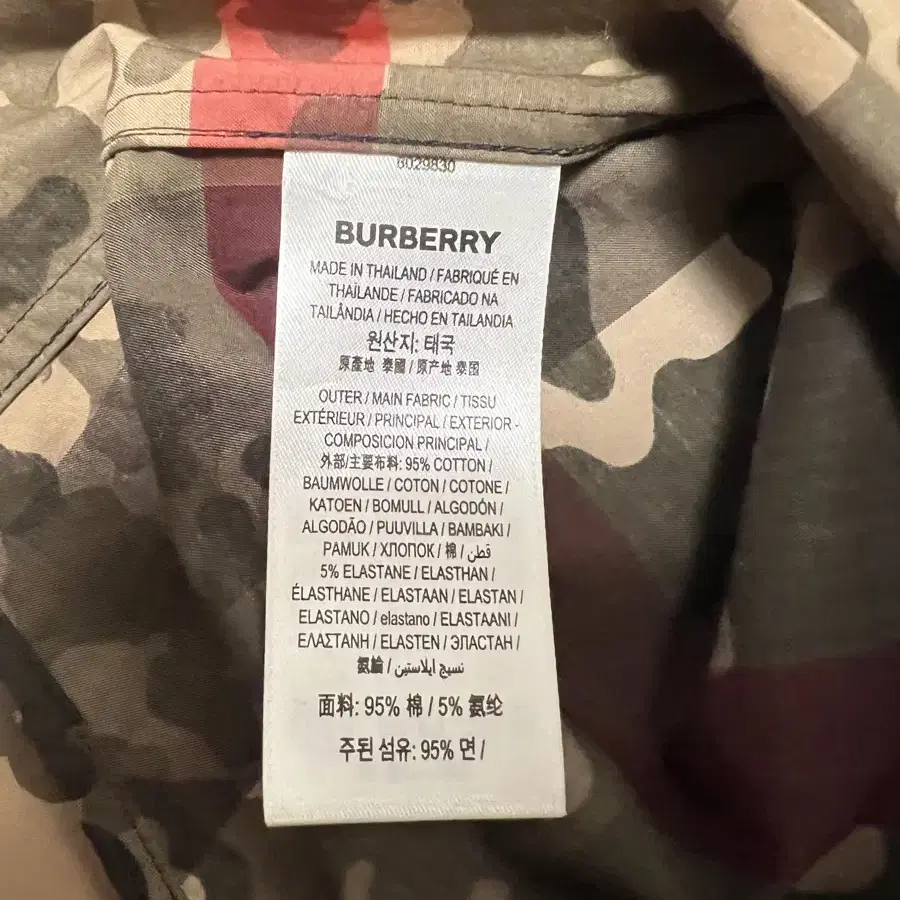 8029830
BURBERRY
MADE IN THAILAND / FABRIQUÉ EN
THAÏLANDE / FABRICADO NA
TAILÂNDIA / HECHO EN TAILANDIA
원산지: 태국
原產地 泰國 / 原产地 泰国
OUTER / MAIN FABRIC / TISSU
EXTÉRIEUR / PRINCIPAL / EXTERIOR -
COMPOSICION PRINCIPAL /
外部/主要布料: 95% COTTON /
BAUMWOLLE / COTON / COTONE /
KATOEN / BOMULL / ALGODÓN /
ALGODÃO / PUUVILLA / BAMBAKI /
PAMUK / ХЛОПОК / 棉 / قطن
5% ELASTANE / ELASTHAN /
ÉLASTHANE / ELASTAAN / ELASTAN /
ELASTANO / elastano / ELASTAANI /
ΕΛΑΣΤΑΝΗ / ELASTEN / ЭЛАСТАН /
氨綸 / نسيج ايلاستين
面料: 95% 棉 / 5% 氨纶
주된 섬유: 95% 면 /